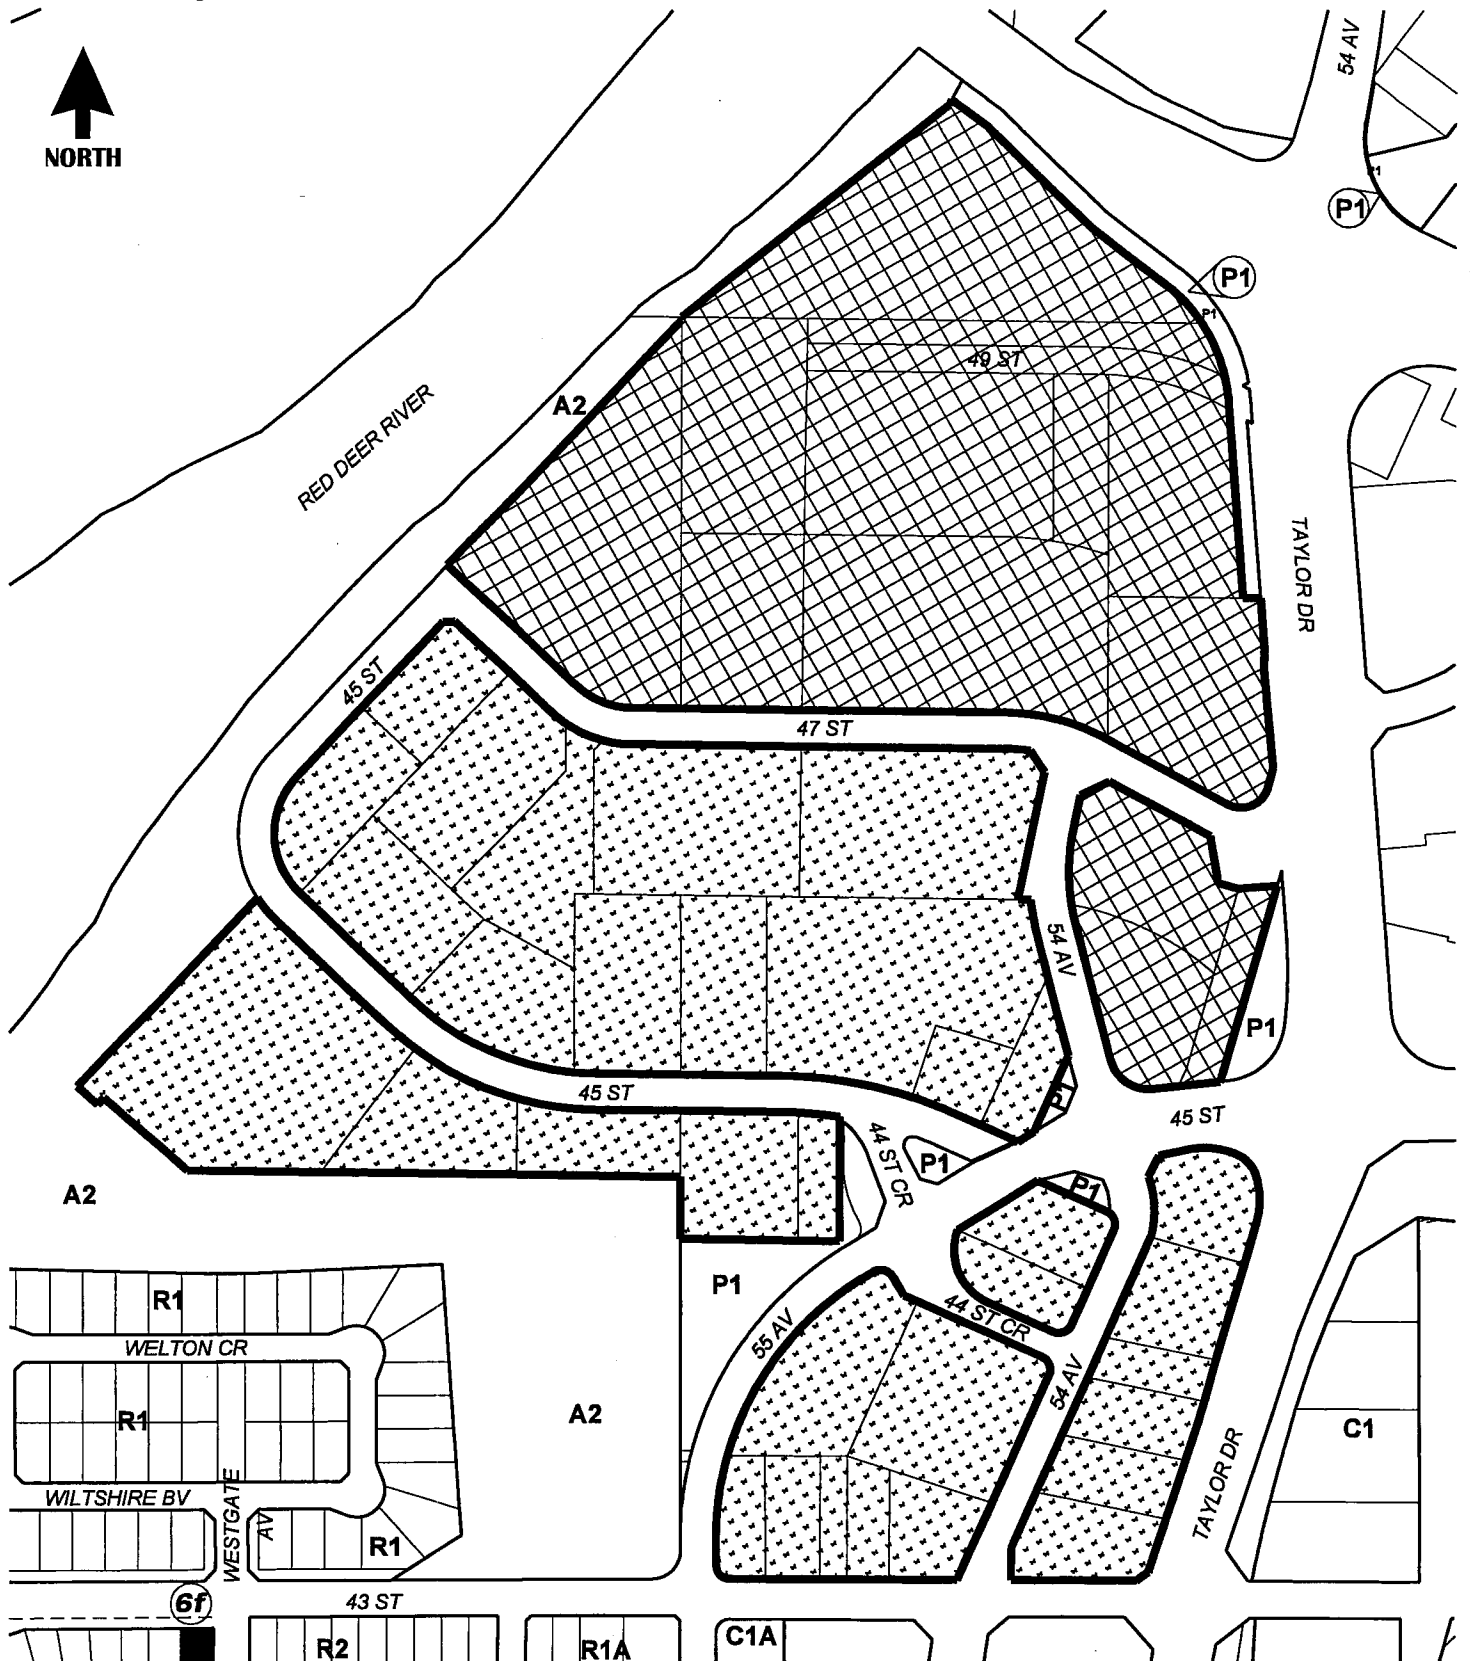 54 AV
NORTH
P1
P1
P1
P1
49 ST
A2
RED DEER RIVER
TAYLOR DR
45 ST
47 ST
54 AV
P1
45 ST
P1
45 ST
44 ST CR
P1
A2
P1
P1
R1
44 ST CR
55 AV
WELTON CR
54 AV
A2
R1
C1
TAYLOR DR
WILTSHIRE BV
WESTGATE
AV
R1
6f
43 ST
R2
R1A
C1A